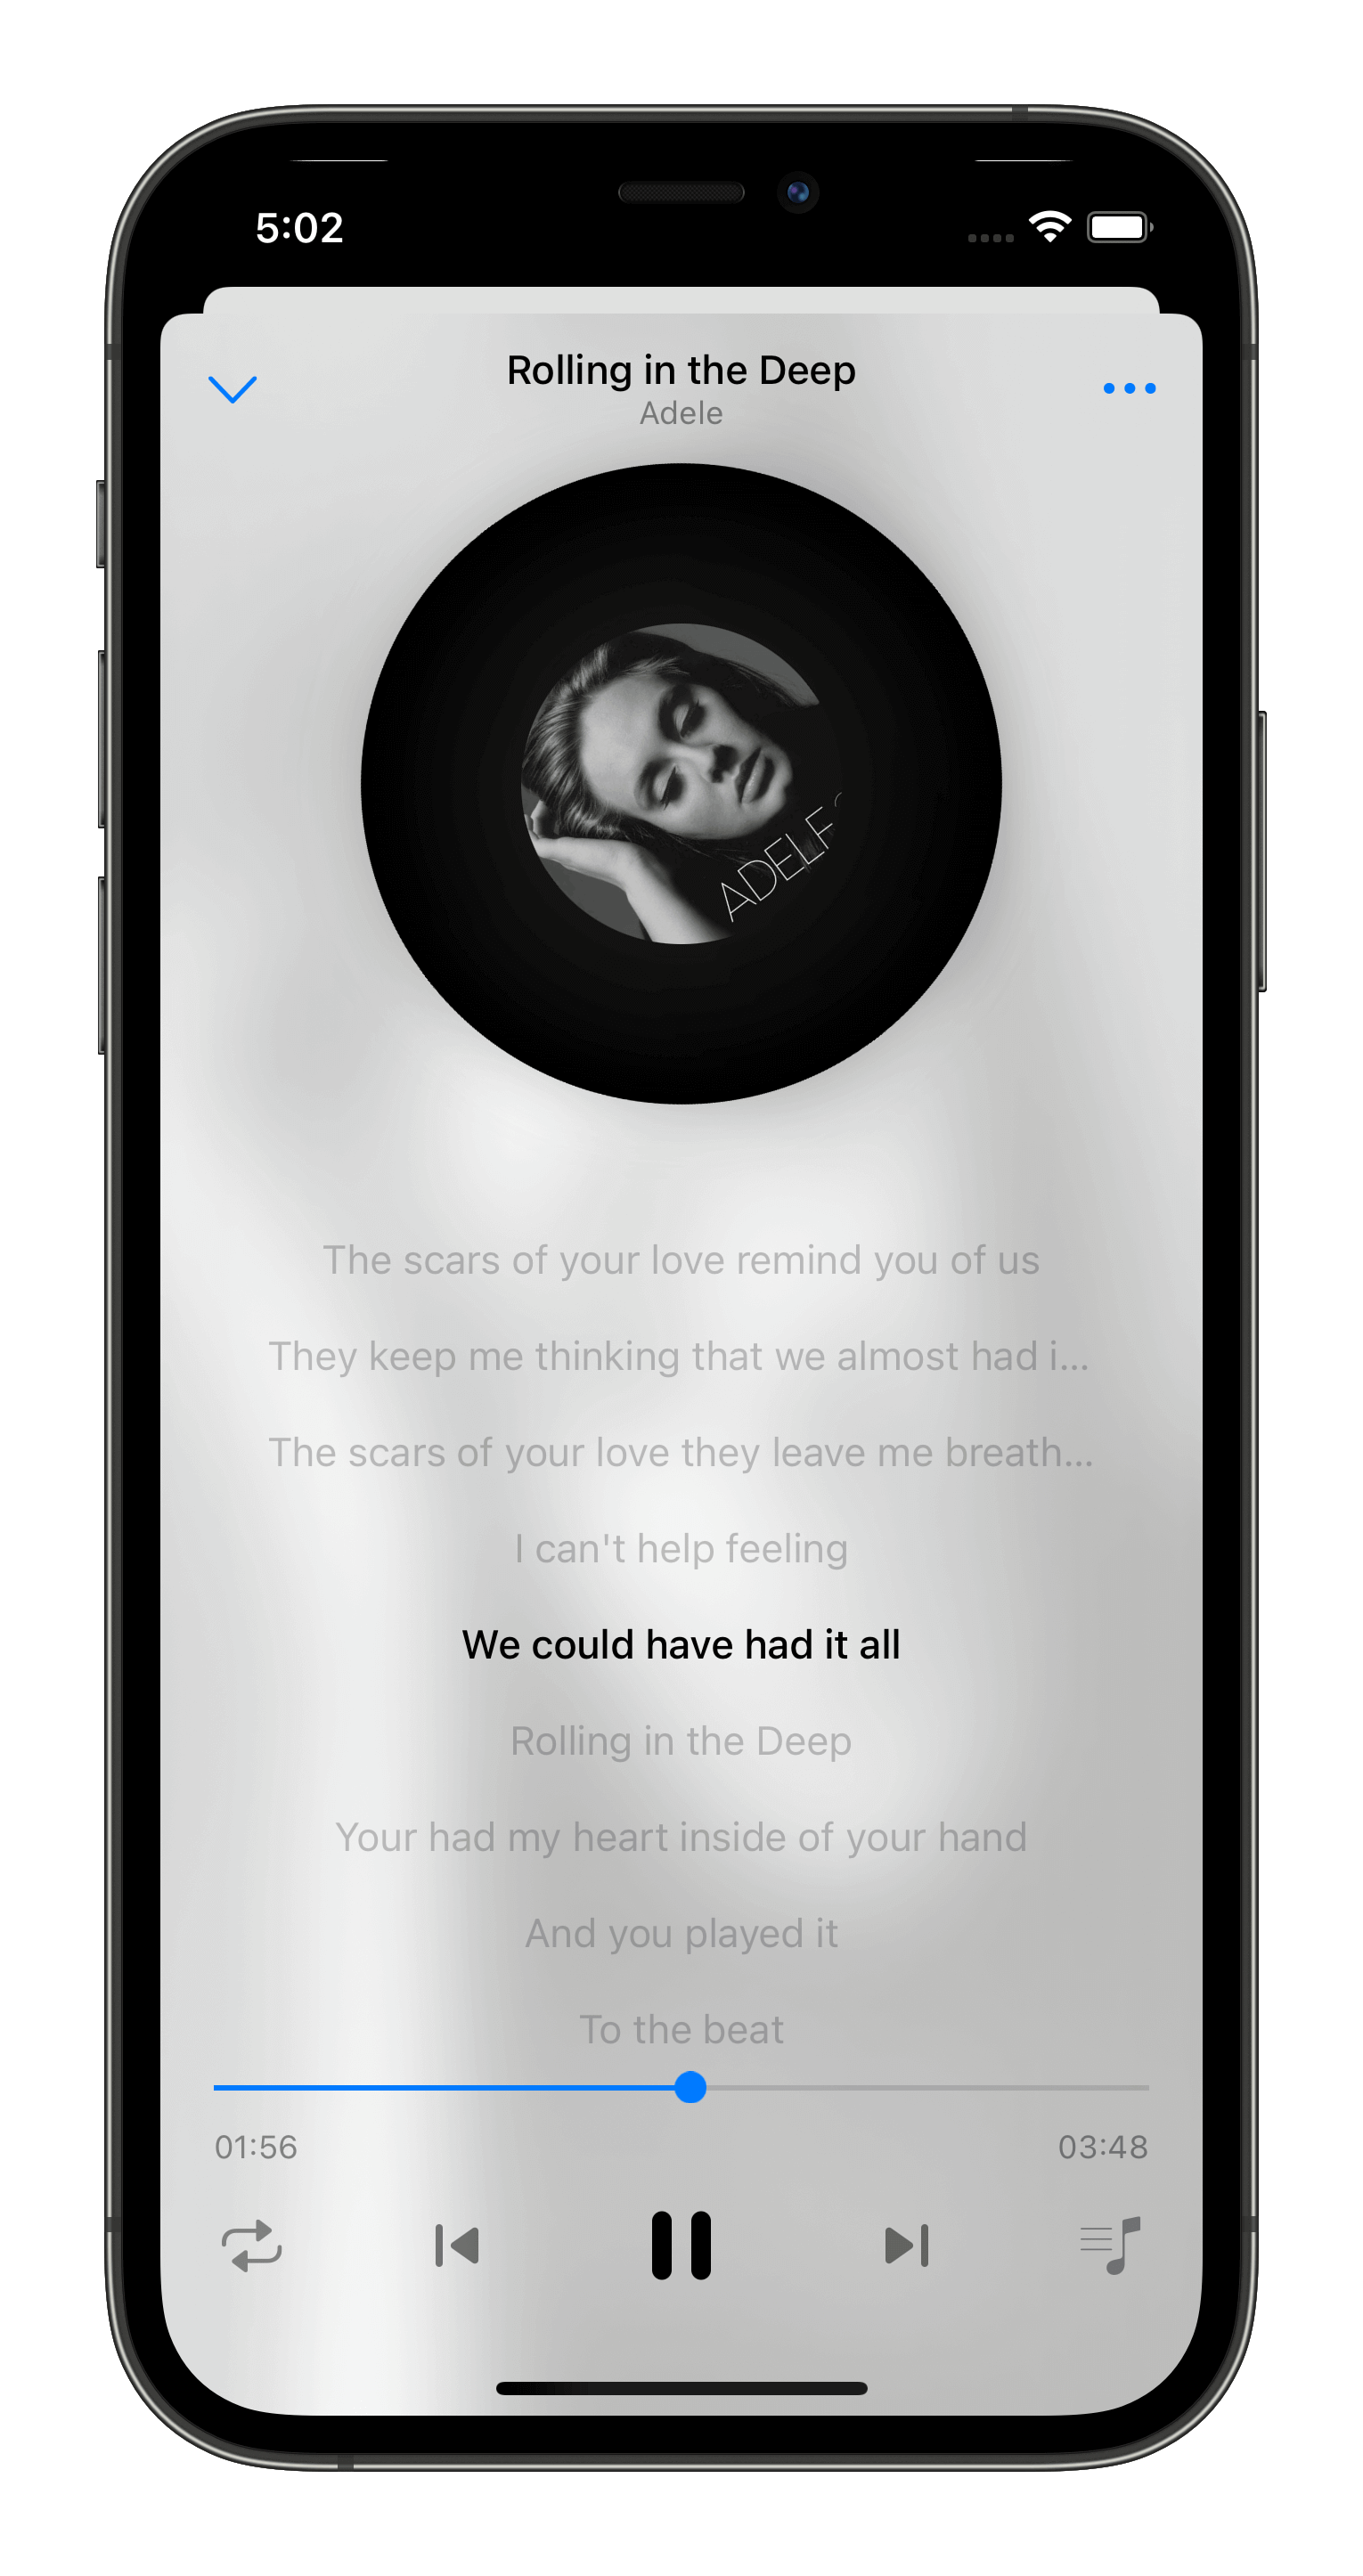 5:02
Rolling in the Deep
Adele
ADELE
The scars of your love remind you of us
They keep me thinking that we almost had i...
The scars of your love they leave me breath...
I can't help feeling
We could have had it all
Rolling in the Deep
Your had my heart inside of your hand
And you played it
To the beat
01:56
03:48